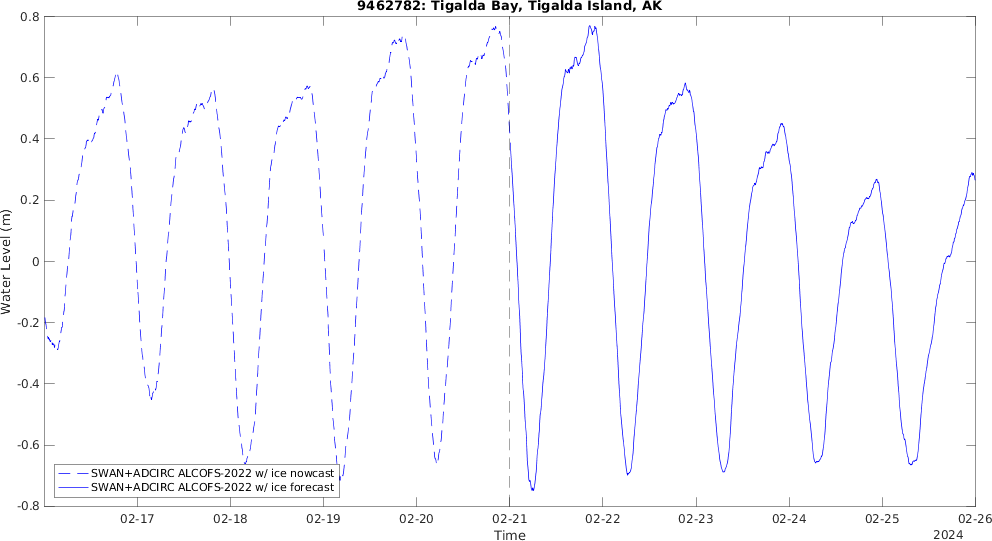 9462782: Tigalda Bay, Tigalda Island, AK
Water Level (m)
0.8
0.6
0.4
0.2
0
-0.2
-0.4
-0.6
-0.8
SWAN+ADCIRC ALCOFS-2022 w/ ice nowcast
SWAN+ADCIRC ALCOFS-2022 w/ ice forecast
02-17 02-18 02-19 02-20 02-21 02-22 02-23 02-24 02-25 02-26
Time
2024